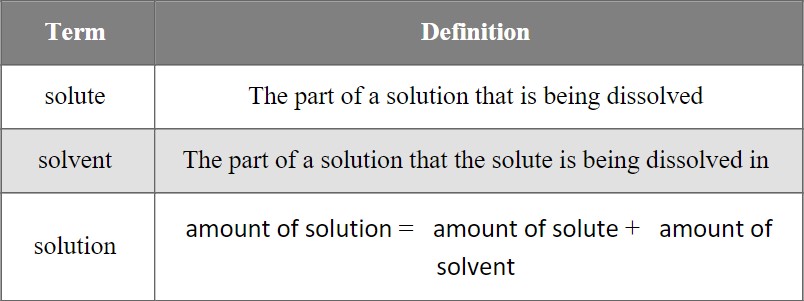 Term Definition
solute The part of a solution that is being dissolved
solvent The part of a solution that the solute is being dissolved in
solution amount of solution = amount of solute + amount of
solvent